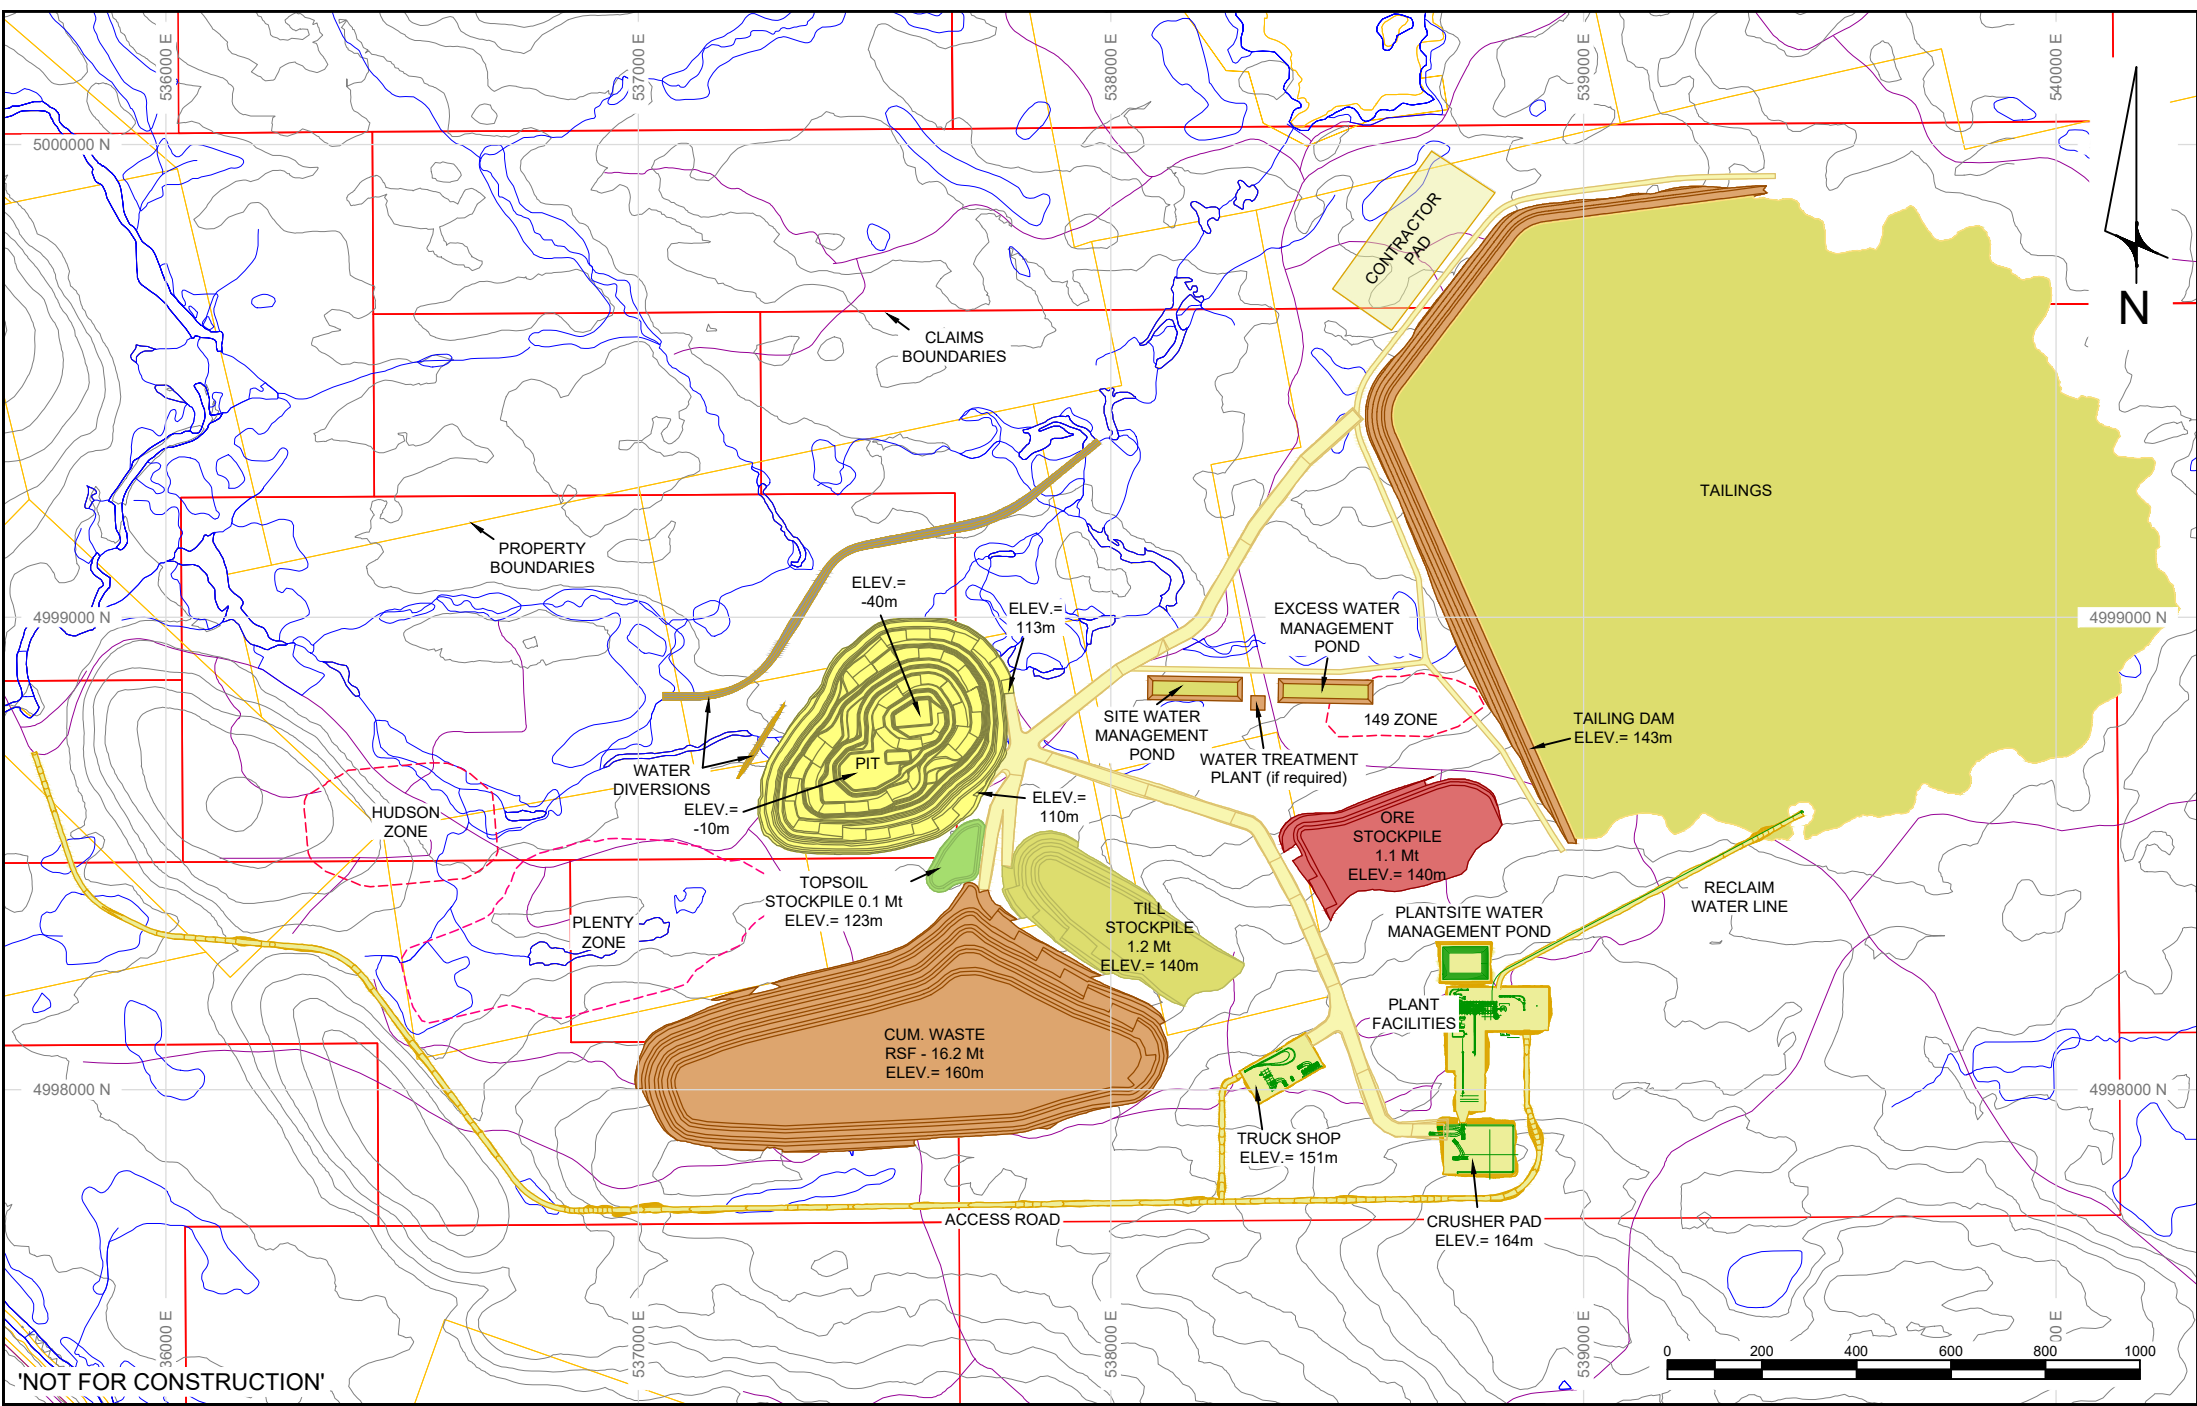 536000 E
537000 E
538000 E
539000 E
540000 E
5000000 N
CONTRACTOR
PAD
N
CLAIMS
BOUNDARIES
TAILINGS
PROPERTY
BOUNDARIES
ELEV.=
-40m
ELEV.=
113m
EXCESS WATER
MANAGEMENT
POND
4999000 N
4999000 N
SITE WATER
MANAGEMENT
POND
149 ZONE
TAILING DAM
ELEV.= 143m
WATER TREATMENT
PLANT (if required)
WATER
DIVERSIONS
PIT
ELEV.=
-10m
ELEV.=
110m
HUDSON
ZONE
ORE
STOCKPILE
1.1 Mt
ELEV.= 140m
TOPSOIL
STOCKPILE 0.1 Mt
ELEV.= 123m
RECLAIM
WATER LINE
PLENTY
ZONE
TILL
STOCKPILE
1.2 Mt
ELEV.= 140m
PLANTSITE WATER
MANAGEMENT POND
PLANT
FACILITIES
CUM. WASTE
RSF - 16.2 Mt
ELEV.= 160m
4998000 N
4998000 N
TRUCK SHOP
ELEV.= 151m
ACCESS ROAD
CRUSHER PAD
ELEV.= 164m
36000 E
537000 E
538000 E
539000 E
00 E
0 200 400 600 800 1000
'NOT FOR CONSTRUCTION'